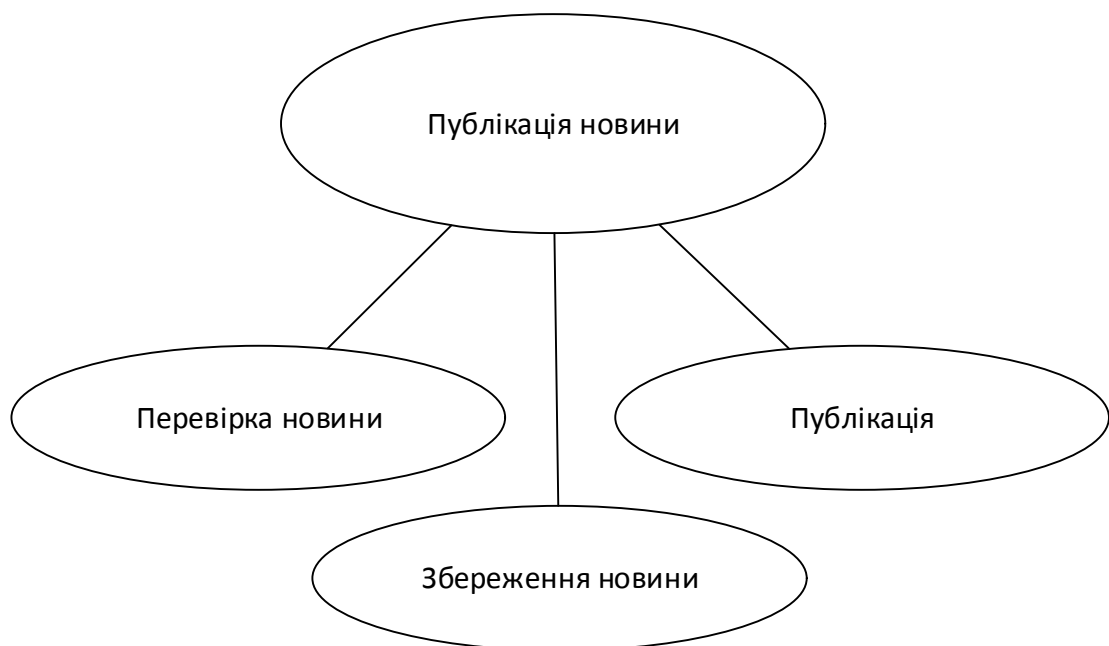 Публікація новини
Перевірка новини
Публікація
Збереження новини